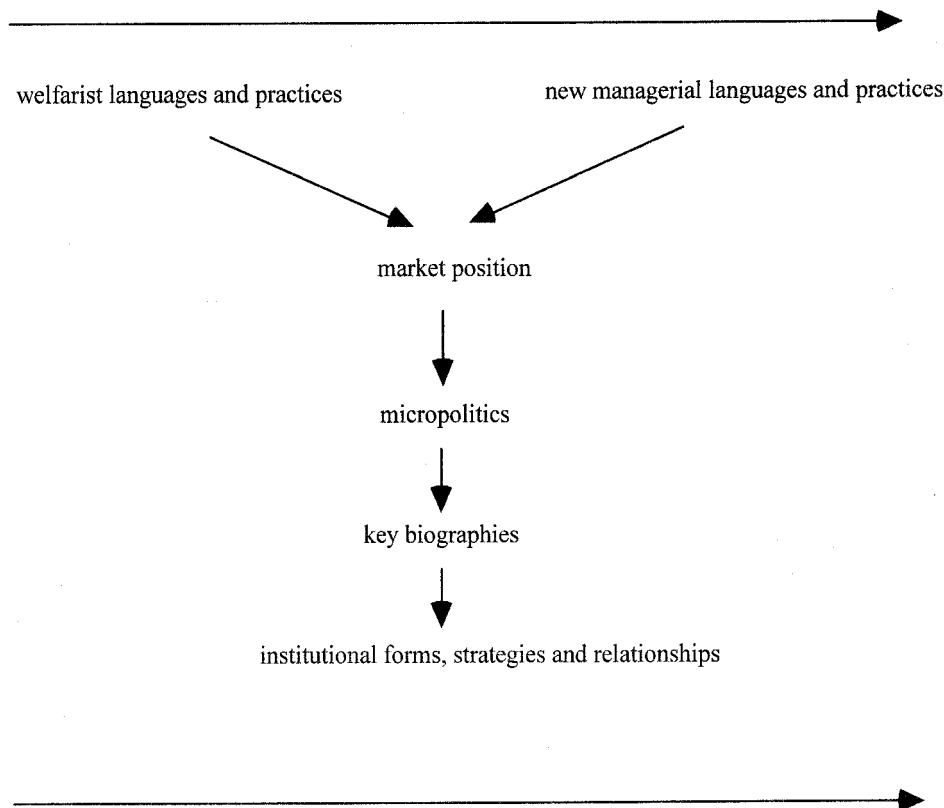 welfarist languages and practices
new managerial languages and practices
market position
micropolitics
key biographies
institutional forms, strategies and relationships